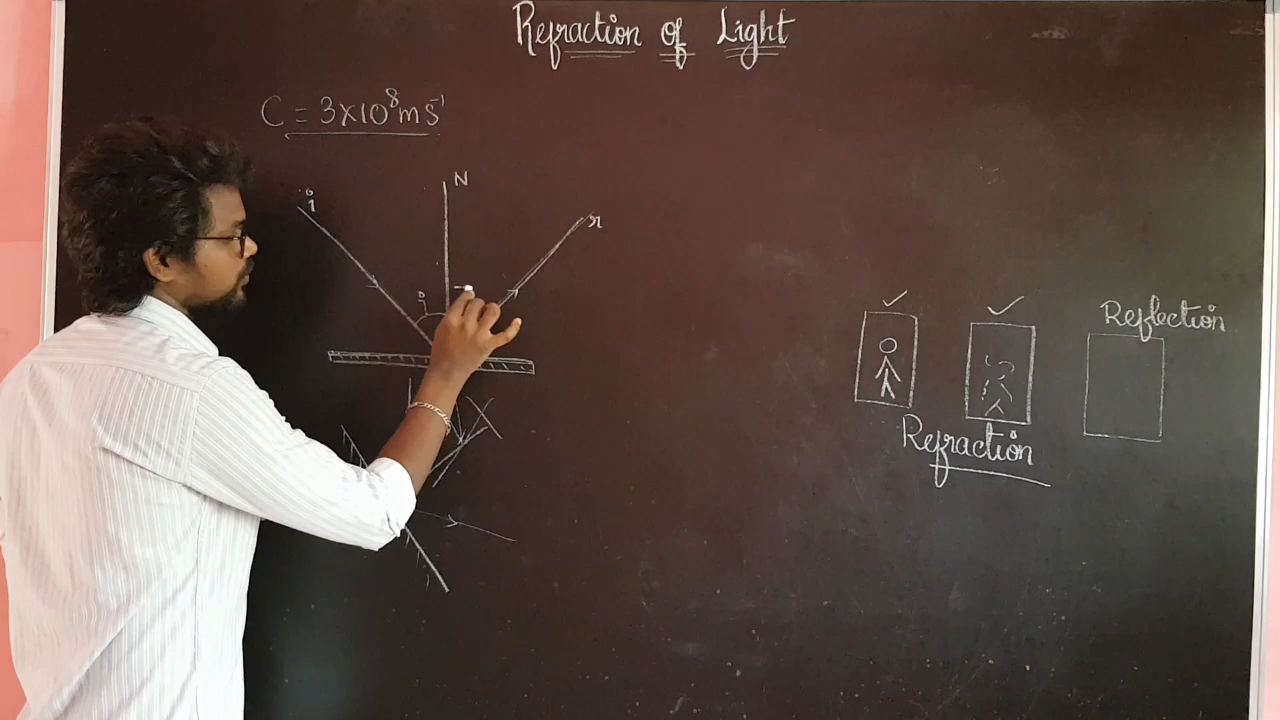 Refraction of Light
C = 3x10⁸ms⁻¹
N
i
r
i
Reflection
Refraction